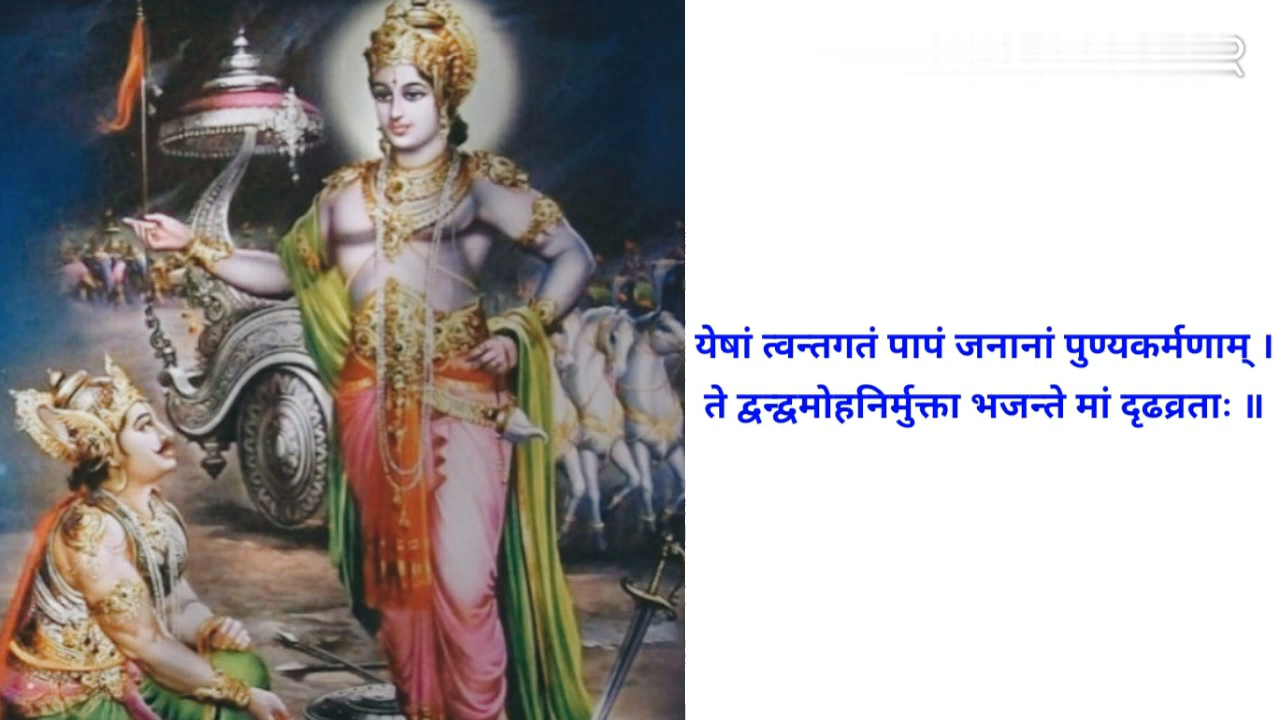 येषां त्वन्तगतं पापं जनानां पुण्यकर्मणाम् ।
ते द्वन्द्वमोहनिर्मुक्ता भजन्ते मां दृढव्रताः ॥